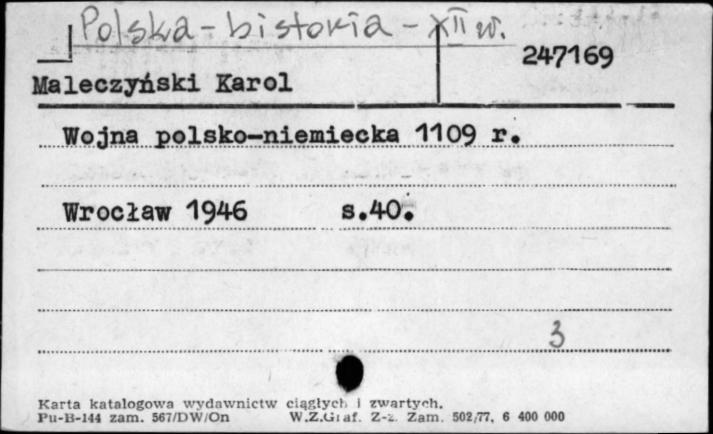 Polska - historia - XII w.
247169
Maleczyński Karol
Wojna polsko-niemiecka 1109 r.
Wrocław 1946 s.40.
3
Karta katalogowa wydawnictw ciągłych i zwartych.
Pu-B-144 zam. 567/DW/On W.Z.Graf. Z-z. Zam. 502/77, 6 400 000